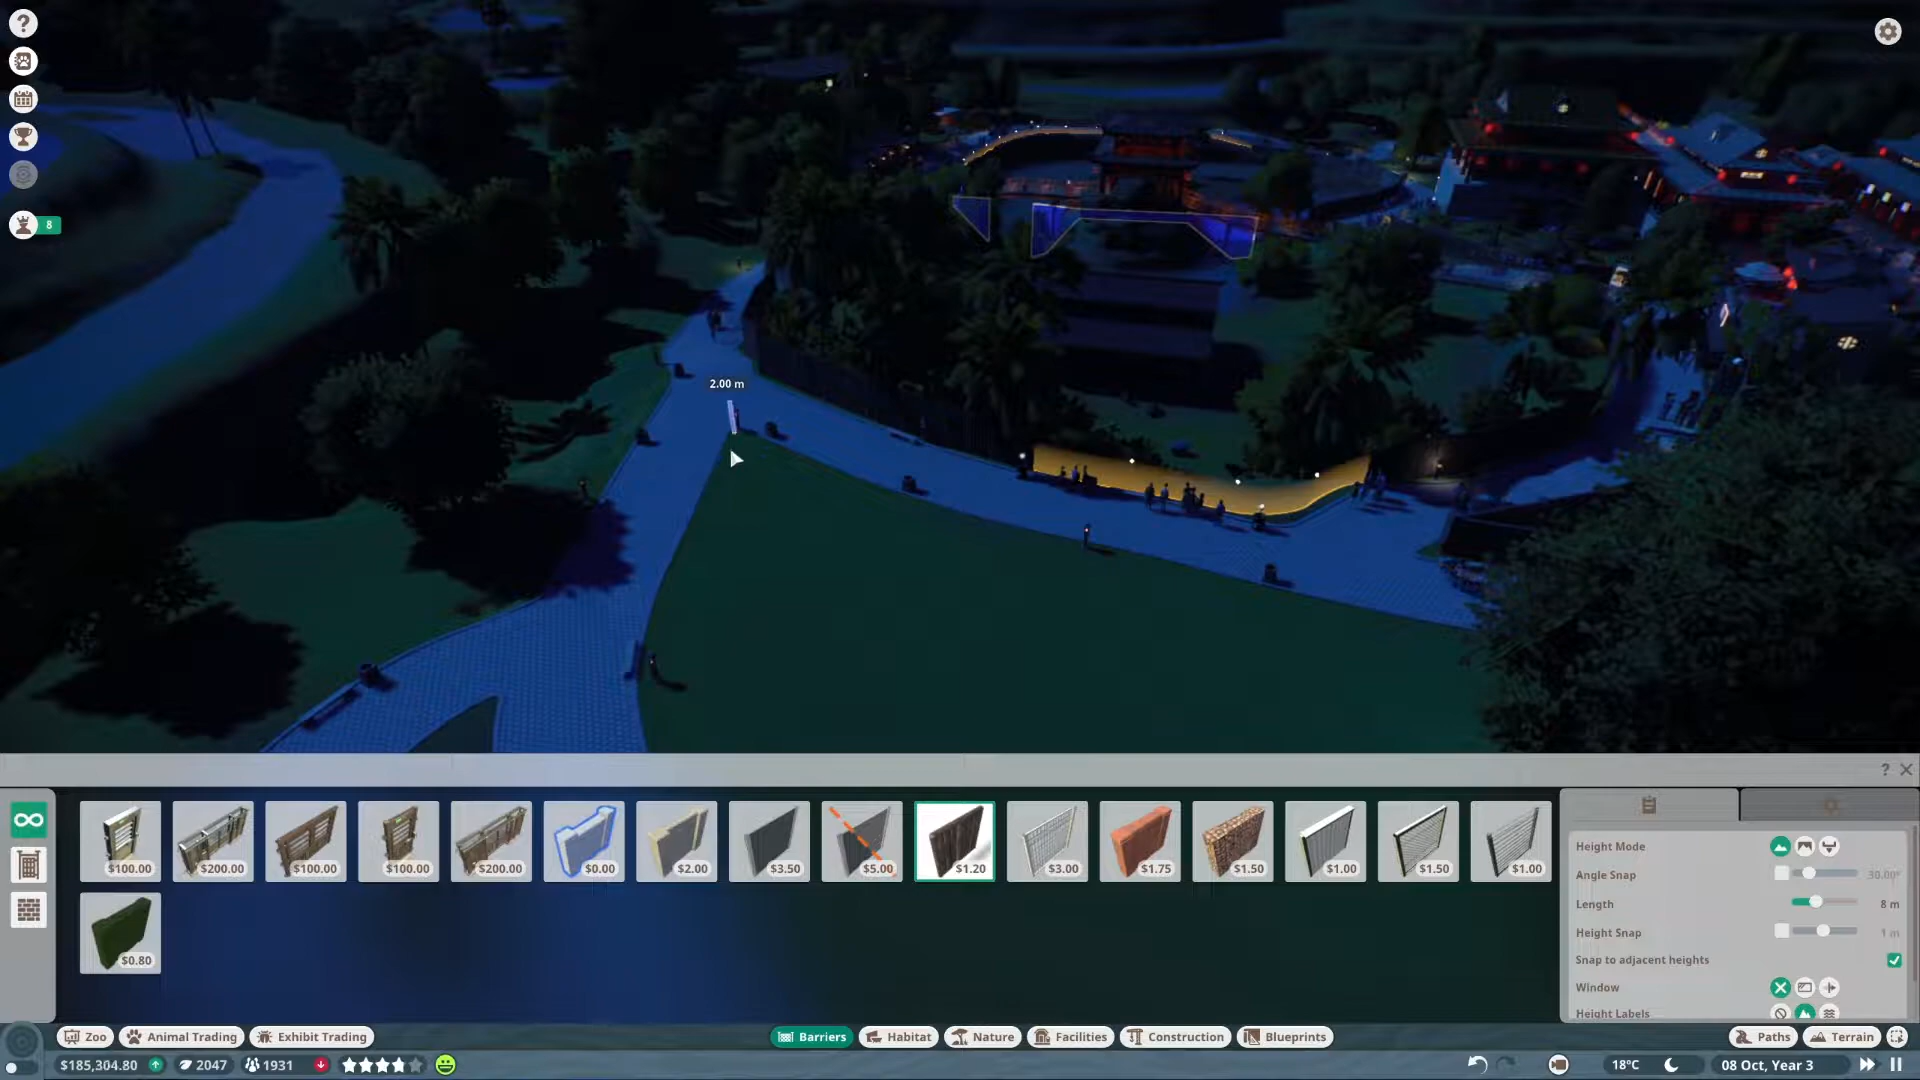 ?
8
2.00 m
? ×
$100.00 $200.00 $100.00 $100.00 $200.00 $0.00 $2.00 $3.50 $5.00 $1.20 $3.00 $1.75 $1.50 $1.00 $1.50 $1.00
$0.80
Height Mode
Angle Snap 30.00°
Length 8 m
Height Snap 1 m
Snap to adjacent heights
Window
Height Labels
Zoo Animal Trading Exhibit Trading Barriers Habitat Nature Facilities Construction Blueprints Paths Terrain
$185,304.80 2047 1931 18°C 08 Oct, Year 3